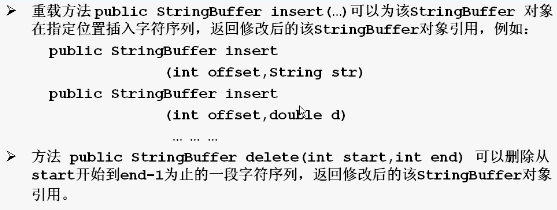 ➢ 重载方法public StringBuffer insert(…)可以为该StringBuffer 对象
在指定位置插入字符序列，返回修改后的该StringBuffer对象引用，例如：
public StringBuffer insert
(int offset,String str)
public StringBuffer insert
(int offset,double d)
… … …
➢ 方法 public StringBuffer delete(int start,int end) 可以删除从
start开始到end-1为止的一段字符序列，返回修改后的该StringBuffer对象
引用。